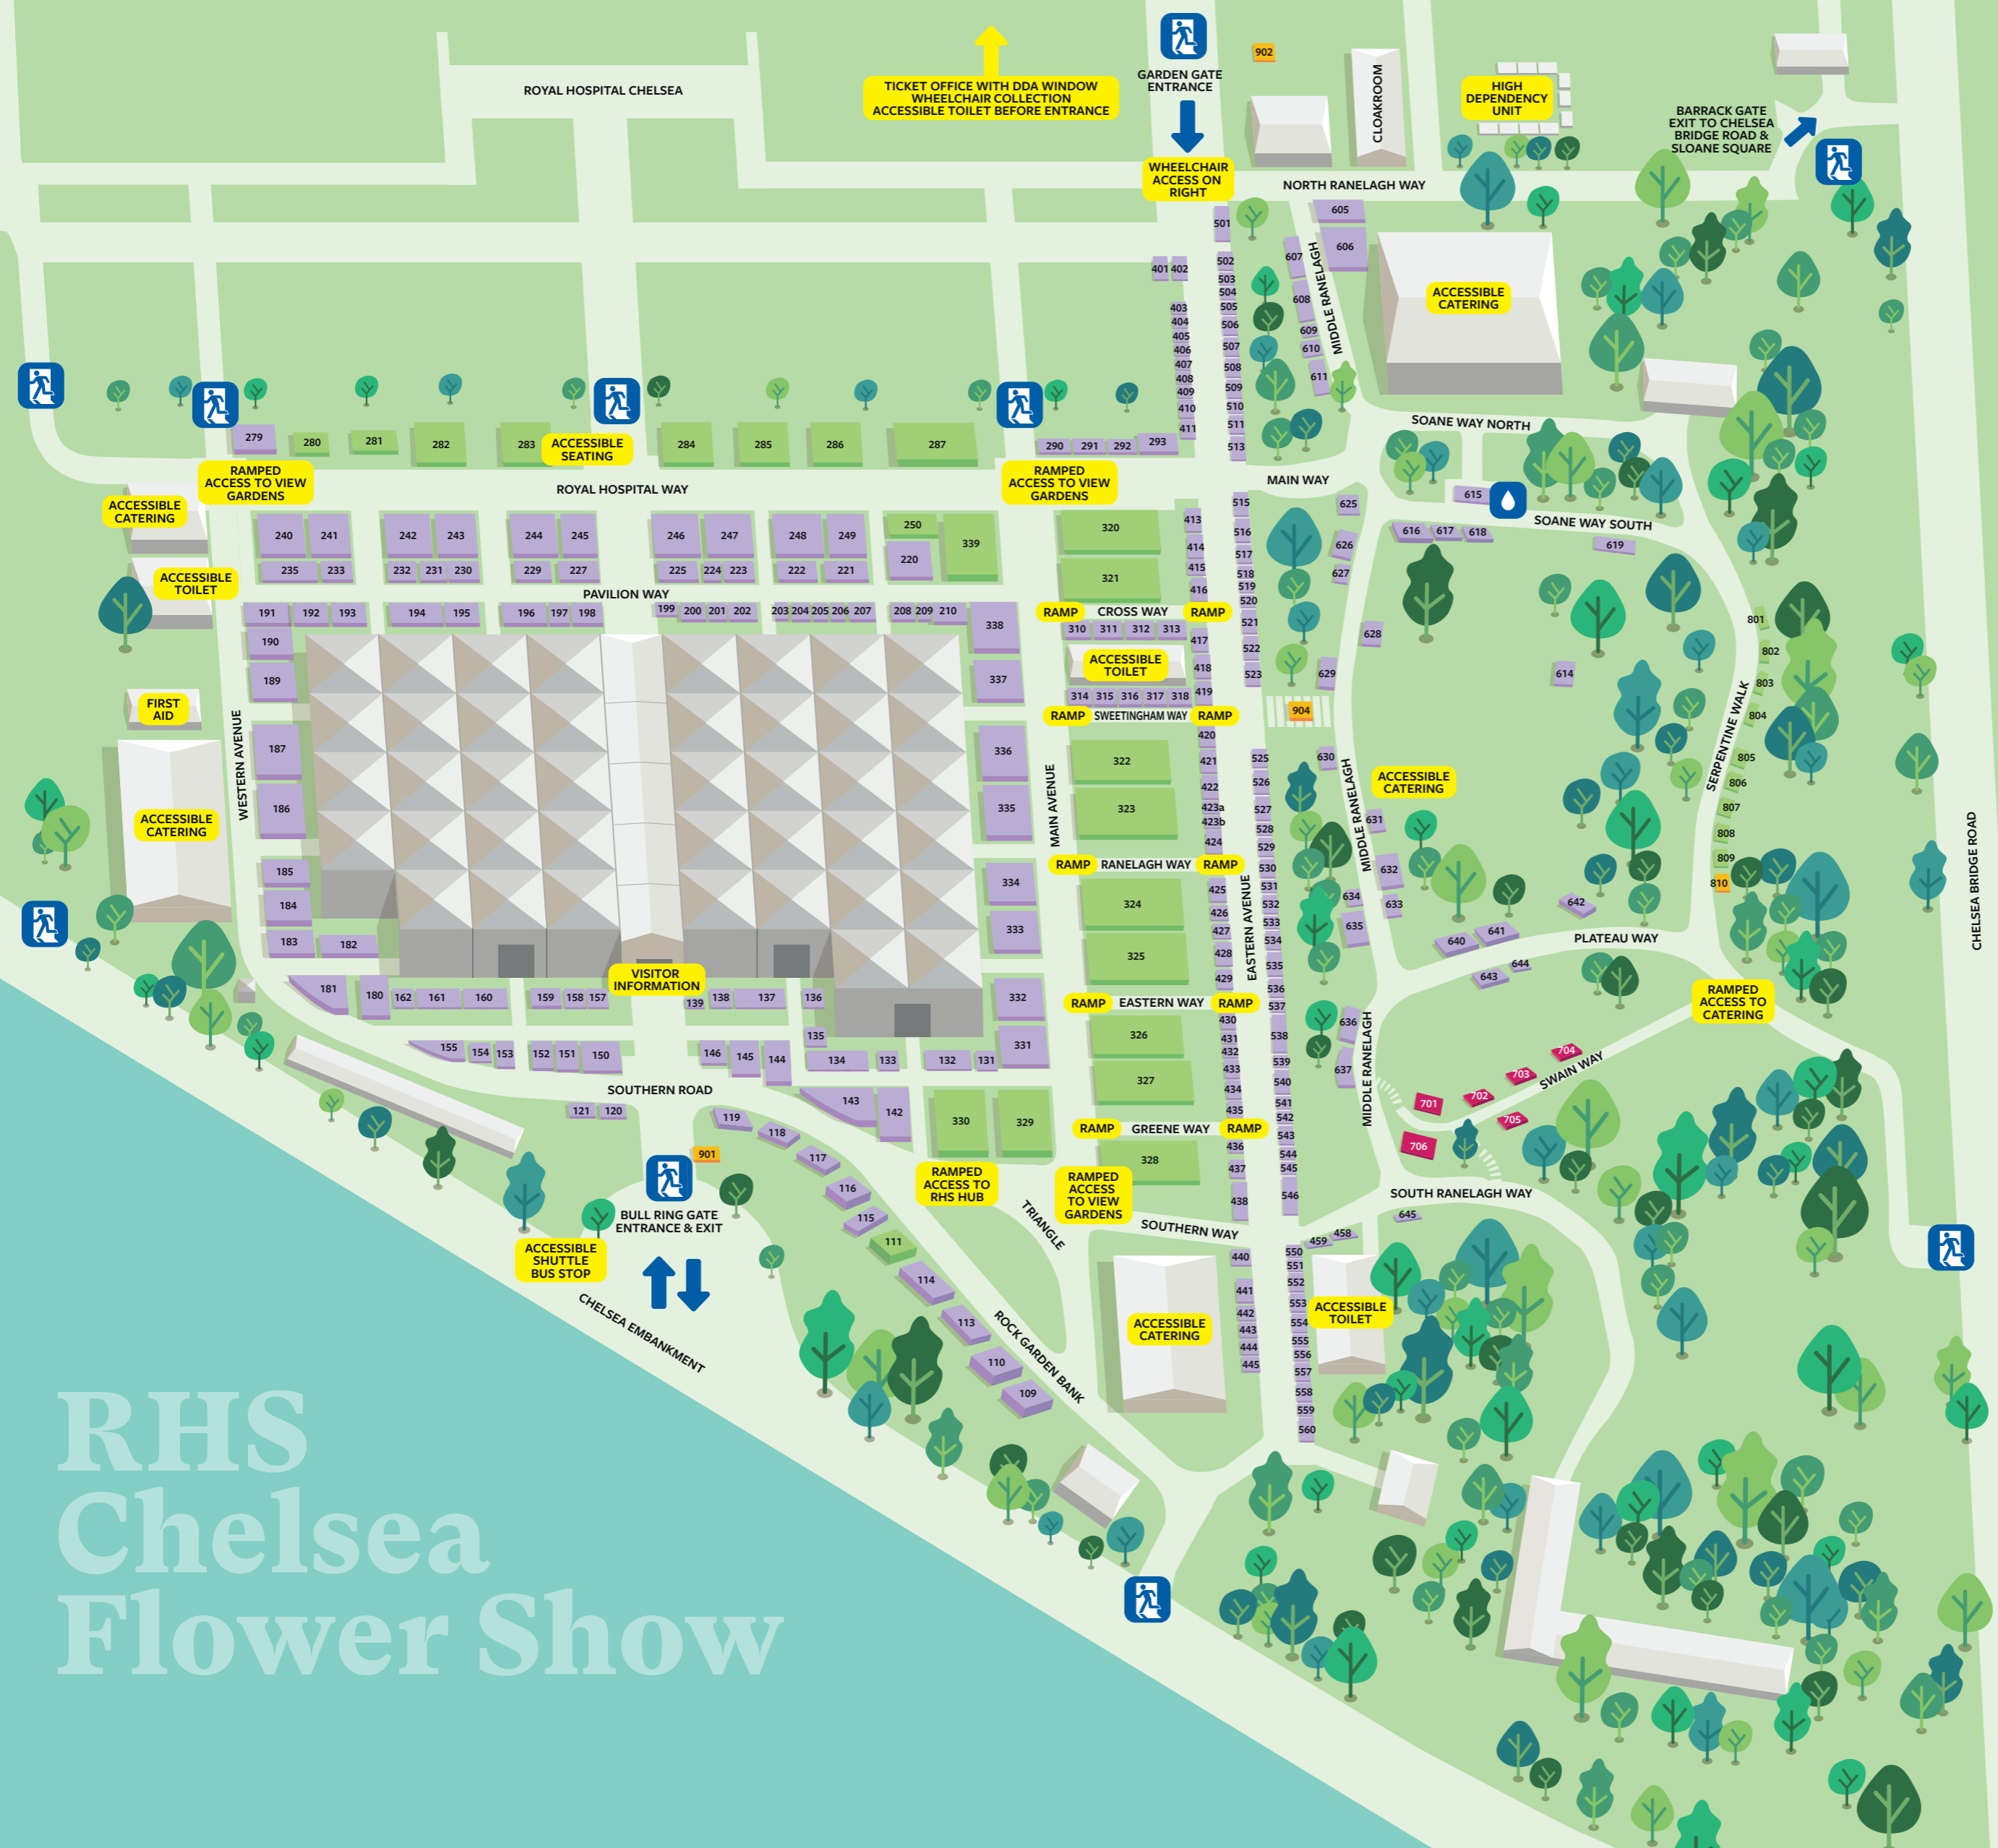 ROYAL HOSPITAL CHELSEA
TICKET OFFICE WITH DDA WINDOW
WHEELCHAIR COLLECTION
ACCESSIBLE TOILET BEFORE ENTRANCE
GARDEN GATE
ENTRANCE
902
CLOAKROOM
HIGH
DEPENDENCY
UNIT
BARRACK GATE
EXIT TO CHELSEA
BRIDGE ROAD &
SLOANE SQUARE
WHEELCHAIR
ACCESS ON
RIGHT
NORTH RANELAGH WAY
605
606
607
608
609
610
611
MIDDLE RANELAGH
ACCESSIBLE
CATERING
501
502
503
504
505
506
507
508
509
510
511
513
401 402
403
404
405
406
407
408
409
410
411
279
280
281
282
283
ACCESSIBLE
SEATING
284
285
286
287
290 291 292 293
RAMPED
ACCESS TO VIEW
GARDENS
ROYAL HOSPITAL WAY
RAMPED
ACCESS TO VIEW
GARDENS
MAIN WAY
SOANE WAY NORTH
615
SOANE WAY SOUTH
616 617 618
619
ACCESSIBLE
CATERING
ACCESSIBLE
TOILET
240 241
242 243
244 245
246 247
248 249
250
220
339
235 233
232 231 230
229 227
225 224 223
222 221
PAVILION WAY
191 192 193
194 195
196 197 198
199 200 201 202
203 204 205 206 207
208 209 210
338
337
336
335
334
333
332
331
190
189
187
186
185
184
183 182
FIRST
AID
WESTERN AVENUE
ACCESSIBLE
CATERING
MAIN AVENUE
320
321
RAMP CROSS WAY RAMP
310 311 312 313
ACCESSIBLE
TOILET
314 315 316 317 318
RAMP SWEETINGHAM WAY RAMP
322
323
RAMP RANELAGH WAY RAMP
324
325
RAMP EASTERN WAY RAMP
326
327
RAMP GREENE WAY RAMP
328
413
414
415
416
417
418
419
420
421
422
423a
423b
424
425
426
427
428
429
430
431
432
433
434
435
436
437
438
EASTERN AVENUE
515
516
517
518
519
520
521
522
523
904
525
526
527
528
529
530
531
532
533
534
535
536
537
538
539
540
541
542
543
544
545
546
625
626
627
628
629
630
MIDDLE RANELAGH
631
632
633
634
635
636
637
MIDDLE RANELAGH
ACCESSIBLE
CATERING
614
801
802
803
804
805
806
807
808
809
810
SERPENTINE WALK
CHELSEA BRIDGE ROAD
642
640 641
643 644
PLATEAU WAY
RAMPED
ACCESS TO
CATERING
704
703
702
701
705
706
SWAIN WAY
SOUTH RANELAGH WAY
645
VISITOR
INFORMATION
181
180 162 161 160
159 158 157
139 138 137
136
135
155 154 153
152 151 150
146 145 144
134 133
132 131
SOUTHERN ROAD
121 120
143
142
330
329
119
118
117
116
115
111
114
113
110
109
901
BULL RING GATE
ENTRANCE & EXIT
ACCESSIBLE
SHUTTLE
BUS STOP
CHELSEA EMBANKMENT
RAMPED
ACCESS TO
RHS HUB
TRIANGLE
RAMPED
ACCESS
TO VIEW
GARDENS
SOUTHERN WAY
ROCK GARDEN BANK
ACCESSIBLE
CATERING
440
441
442
443
444
445
459 458
550
551
552
553
554
555
556
557
558
559
560
ACCESSIBLE
TOILET
RHS
Chelsea
Flower Show